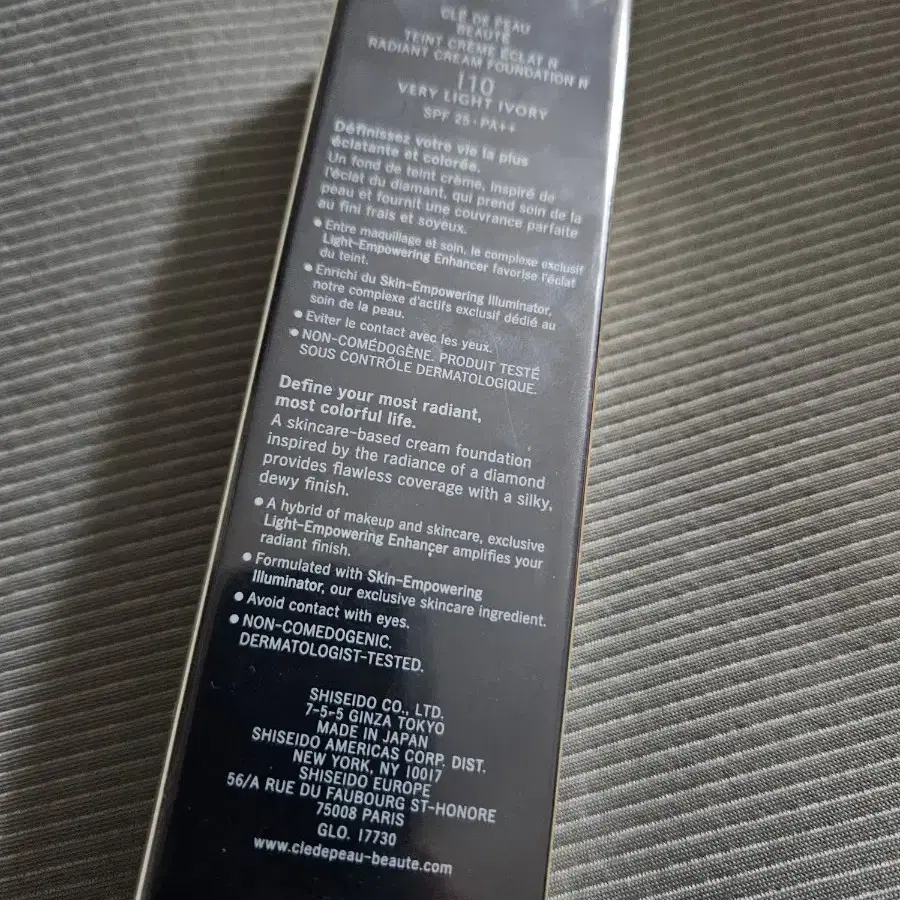 CLÉ DE PEAU
BEAUTÉ
TEINT CRÈME ÉCLAT N
RADIANT CREAM FOUNDATION N
I10
VERY LIGHT IVORY
SPF 25・PA++
Définissez votre vie la plus
éclatante et colorée.
Un fond de teint crème, inspiré de
l'éclat du diamant, qui prend soin de la
peau et fournit une couvrance parfaite
au fini frais et soyeux.
● Entre maquillage et soin, le complexe exclusif
Light-Empowering Enhancer favorise l'éclat
du teint.
● Enrichi du Skin-Empowering Illuminator,
notre complexe d'actifs exclusif dédié au
soin de la peau.
● Eviter le contact avec les yeux.
● NON-COMÉDOGÈNE. PRODUIT TESTÉ
SOUS CONTRÔLE DERMATOLOGIQUE.
Define your most radiant,
most colorful life.
A skincare-based cream foundation
inspired by the radiance of a diamond
provides flawless coverage with a silky,
dewy finish.
● A hybrid of makeup and skincare, exclusive
Light-Empowering Enhancer amplifies your
radiant finish.
● Formulated with Skin-Empowering
Illuminator, our exclusive skincare ingredient.
● Avoid contact with eyes.
● NON-COMEDOGENIC.
DERMATOLOGIST-TESTED.
SHISEIDO CO., LTD.
7-5-5 GINZA TOKYO
MADE IN JAPAN
SHISEIDO AMERICAS CORP. DIST.
NEW YORK, NY 10017
SHISEIDO EUROPE
56/A RUE DU FAUBOURG ST-HONORE
75008 PARIS
GLO. 17730
www.cledepeau-beaute.com